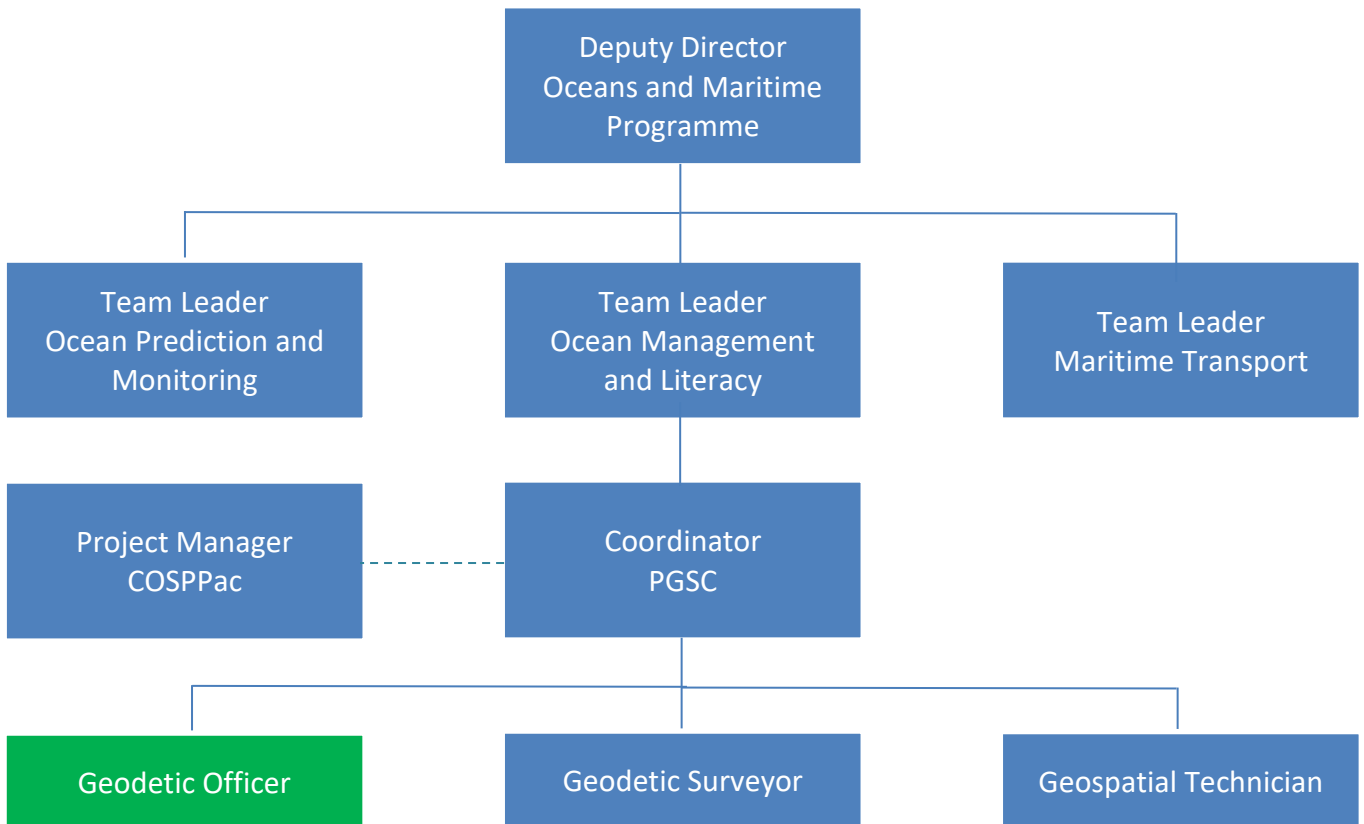 Deputy Director
Oceans and Maritime
Programme
Team Leader
Ocean Prediction and
Monitoring
Team Leader
Ocean Management
and Literacy
Team Leader
Maritime Transport
Project Manager
COSPPac
Coordinator
PGSC
Geodetic Officer
Geodetic Surveyor
Geospatial Technician